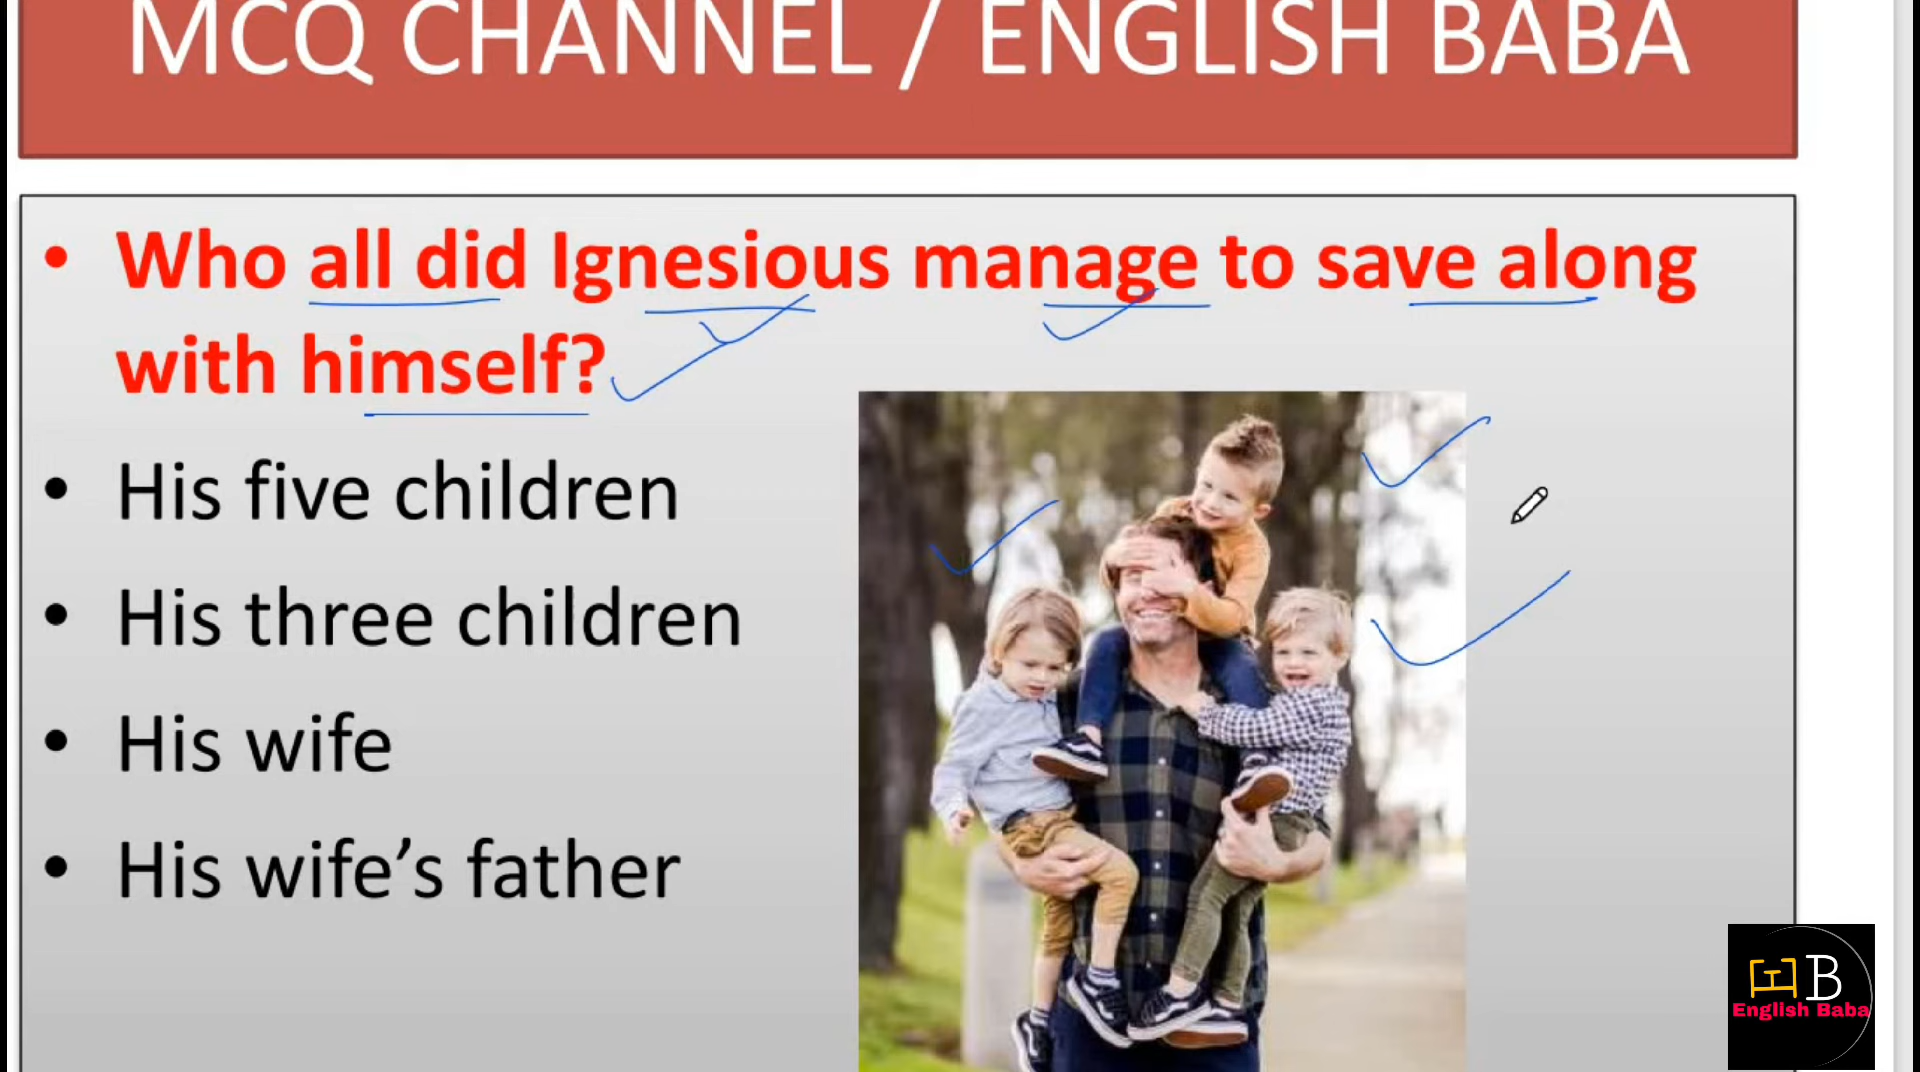 MCQ CHANNEL / ENGLISH BABA
• Who all did Ignesious manage to save along
with himself?
• His five children
• His three children
• His wife
• His wife’s father
EB
English Baba